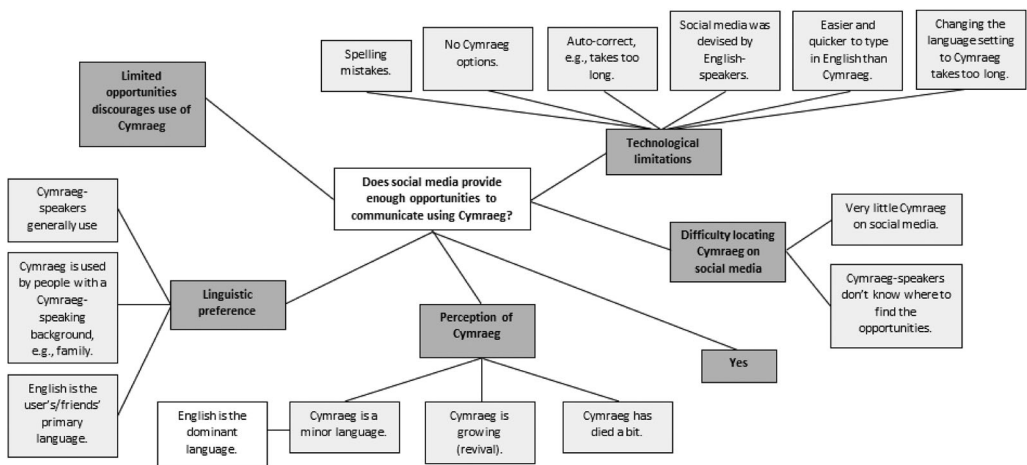 Limited
opportunities
discourages use of
Cymraeg
Spelling
mistakes.
No Cymraeg
options.
Auto-correct,
e.g., takes too
long.
Social media was
devised by
English-
speakers.
Easier and
quicker to type
in English than
Cymraeg.
Changing the
language setting
to Cymraeg
takes too long.
Technological
limitations
Does social media provide
enough opportunities to
communicate using Cymraeg?
Cymraeg-
speakers
generally use
Cymraeg is used
by people with a
Cymraeg-
speaking
background,
e.g., family.
English is the
user's/friends'
primary
language.
Linguistic
preference
Difficulty locating
Cymraeg on
social media
Very little Cymraeg
on social media.
Cymraeg-speakers
don't know where to
find the
opportunities.
Perception of
Cymraeg
Yes
English is the
dominant
language.
Cymraeg is a
minor language.
Cymraeg is
growing
(revival).
Cymraeg has
died a bit.